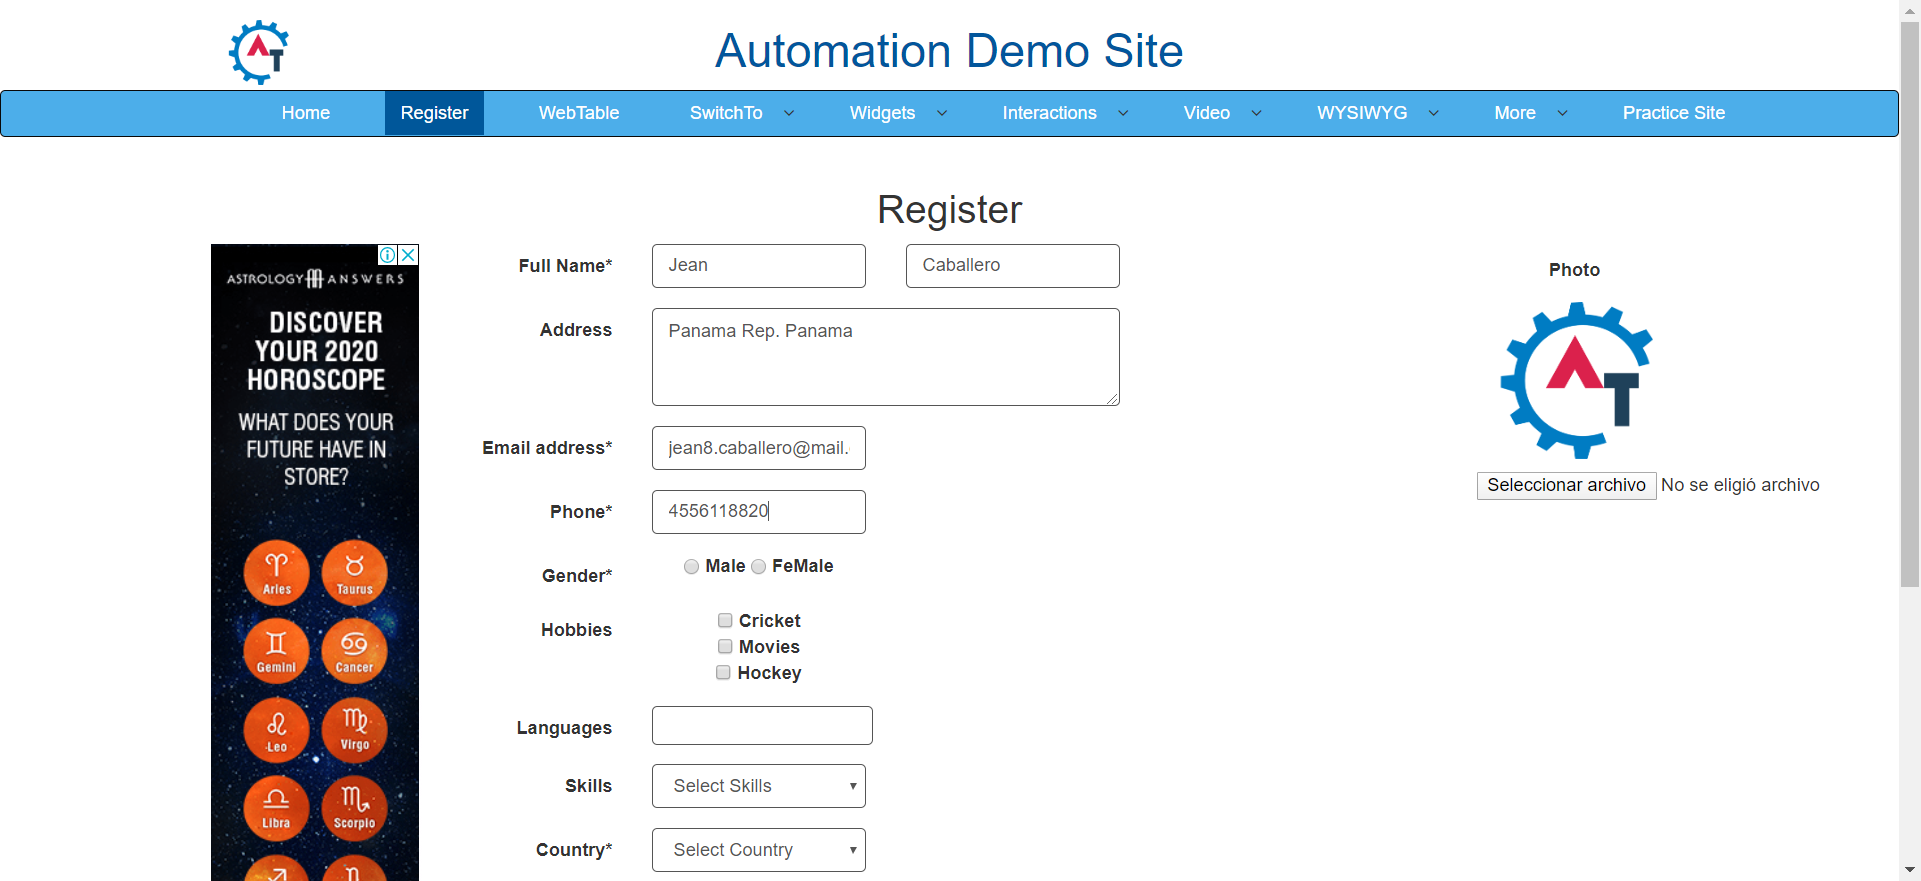 Automation Demo Site
Home Register WebTable SwitchTo Widgets Interactions Video WYSIWYG More Practice Site
Register
ASTROLOGY ANSWERS
DISCOVER
YOUR 2020
HOROSCOPE
WHAT DOES YOUR
FUTURE HAVE IN
STORE?
Aries Taurus
Gemini Cancer
Leo Virgo
Libra Scorpio
Full Name* Jean Caballero
Address Panama Rep. Panama
Email address* jean8.caballero@mail.
Phone* 4556118820
Gender* Male FeMale
Hobbies Cricket
Movies
Hockey
Languages
Skills Select Skills
Country* Select Country
Photo
AT
Seleccionar archivo No se eligió archivo